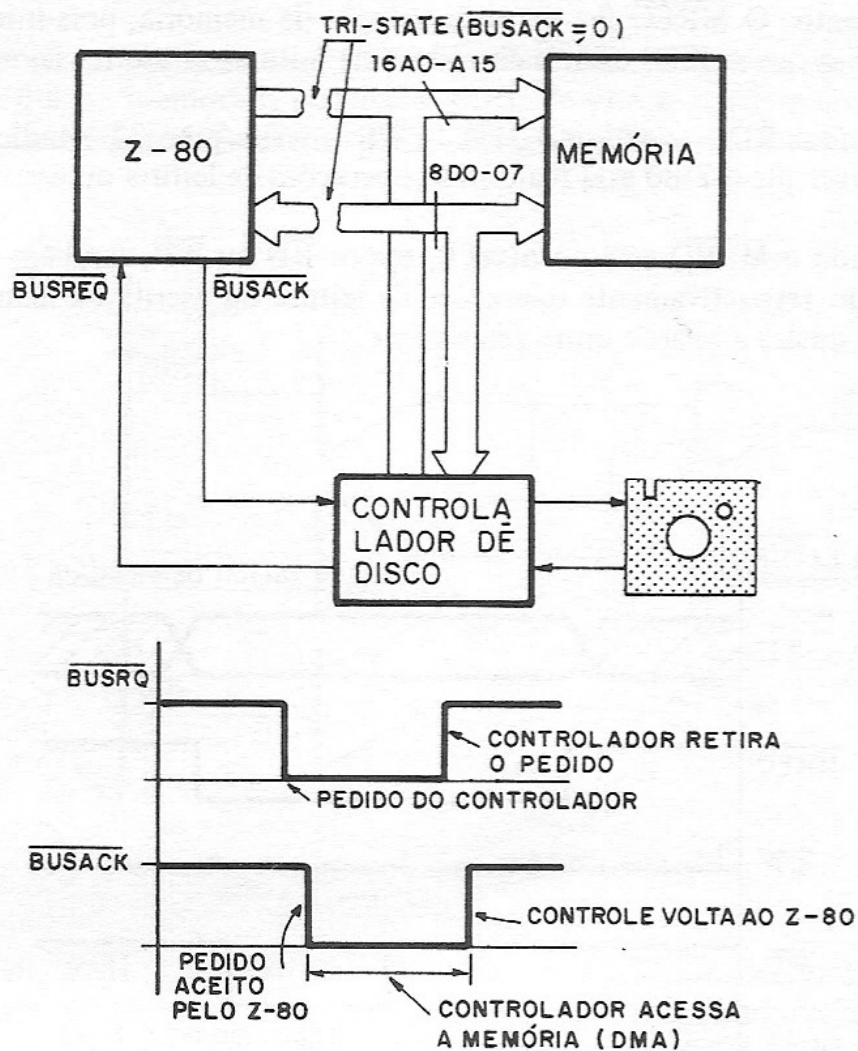 TRI-STATE (BUSACK = 0)
16 A0-A15
Z-80
MEMÓRIA
8 D0-07
BUSREQ
BUSACK
CONTROLA
LADOR DE
DISCO
BUSRQ
CONTROLADOR RETIRA
O PEDIDO
PEDIDO DO CONTROLADOR
BUSACK
CONTROLE VOLTA AO Z-80
PEDIDO
ACEITO
PELO Z-80
CONTROLADOR ACESSA
A MEMÓRIA (DMA)